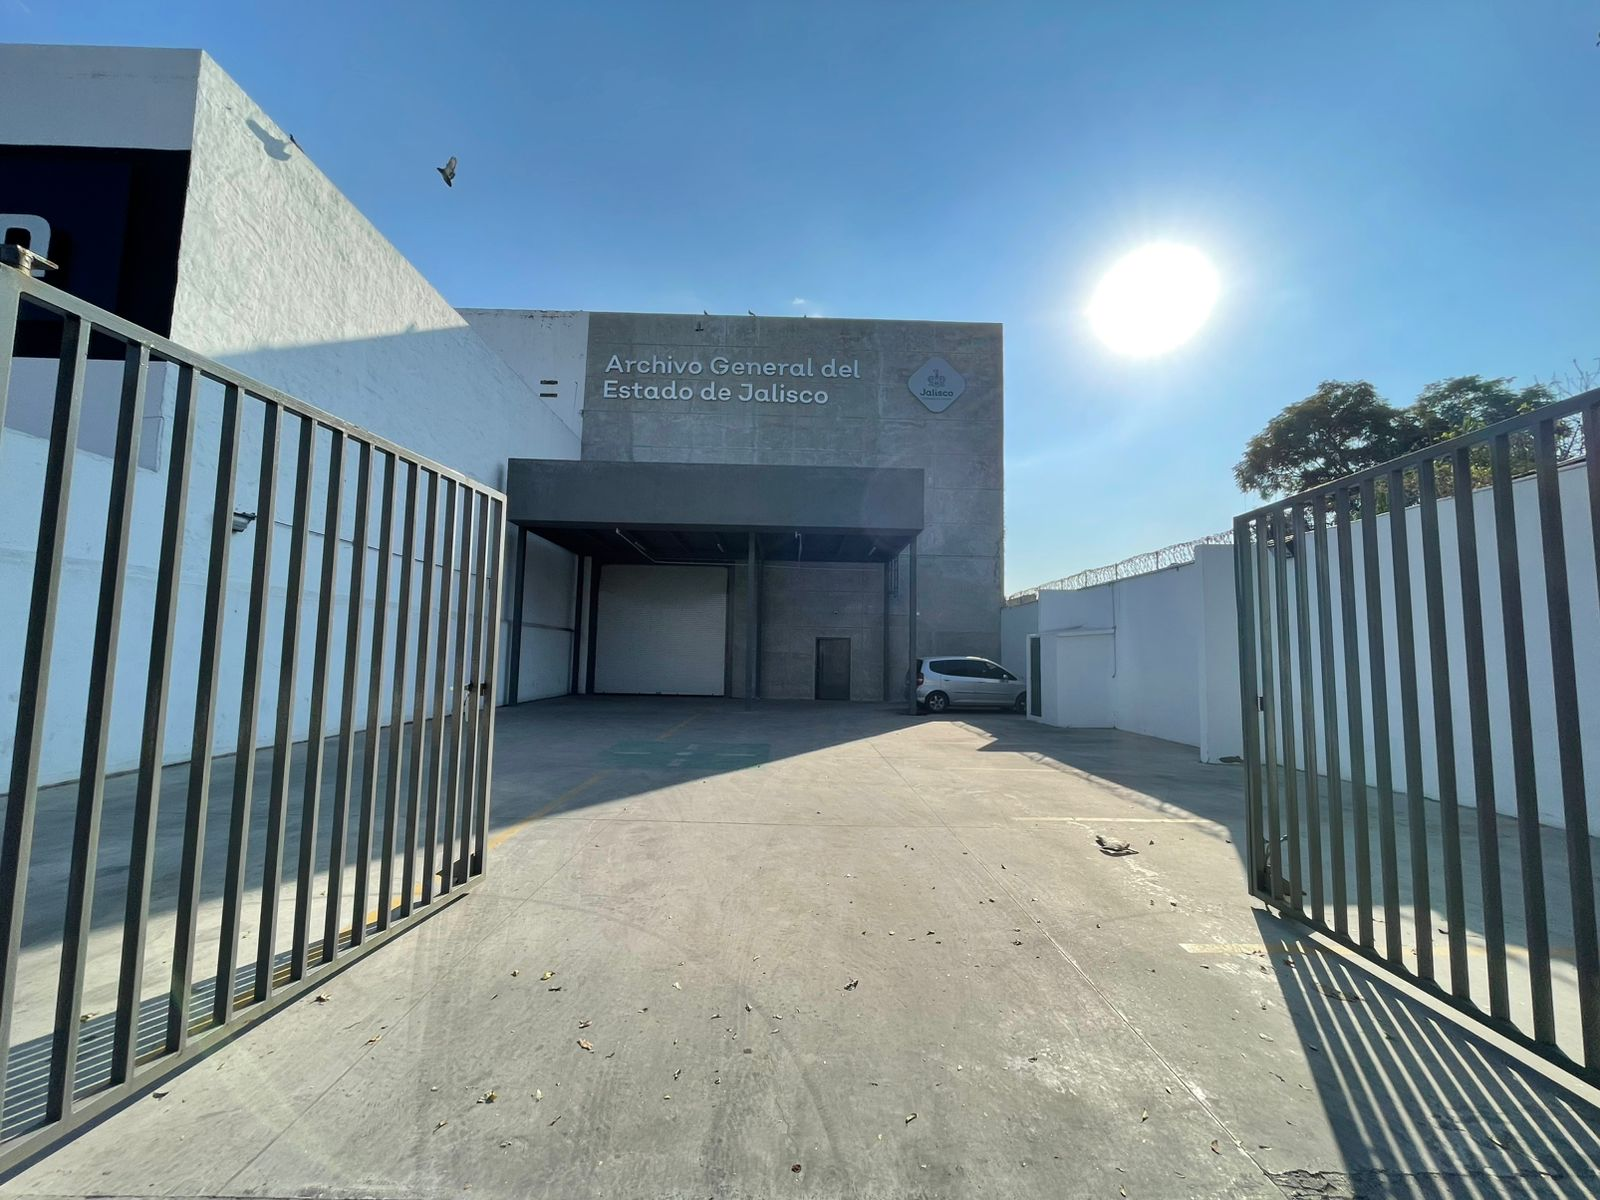 Archivo General del
Estado de Jalisco
Jalisco